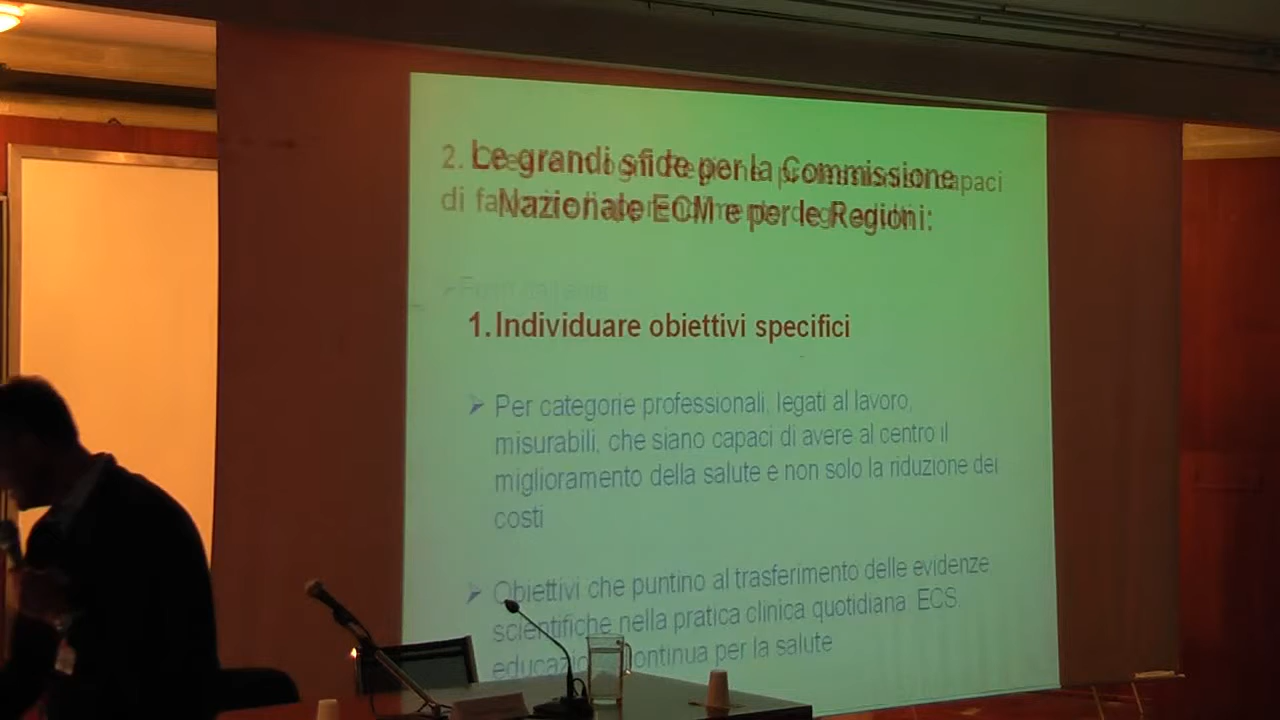 Le grandi sfide per la Commissione
Nazionale ECM e per le Regioni:
1. Individuare obiettivi specifici
Per categorie professionali, legati al lavoro,
misurabili, che siano capaci di avere al centro il
miglioramento della salute e non solo la riduzione dei
costi
Obiettivi che puntino al trasferimento delle evidenze
scientifiche nella pratica clinica quotidiana ECS
continua per la salute